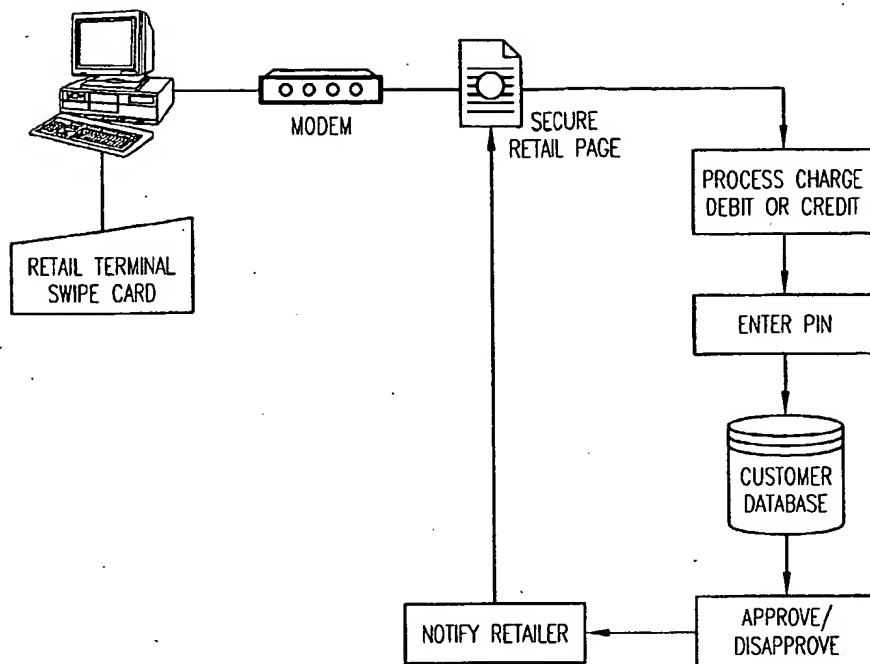 MODEM
SECURE
RETAIL PAGE
PROCESS CHARGE
DEBIT OR CREDIT
RETAIL TERMINAL
SWIPE CARD
ENTER PIN
CUSTOMER
DATABASE
NOTIFY RETAILER
APPROVE/
DISAPPROVE